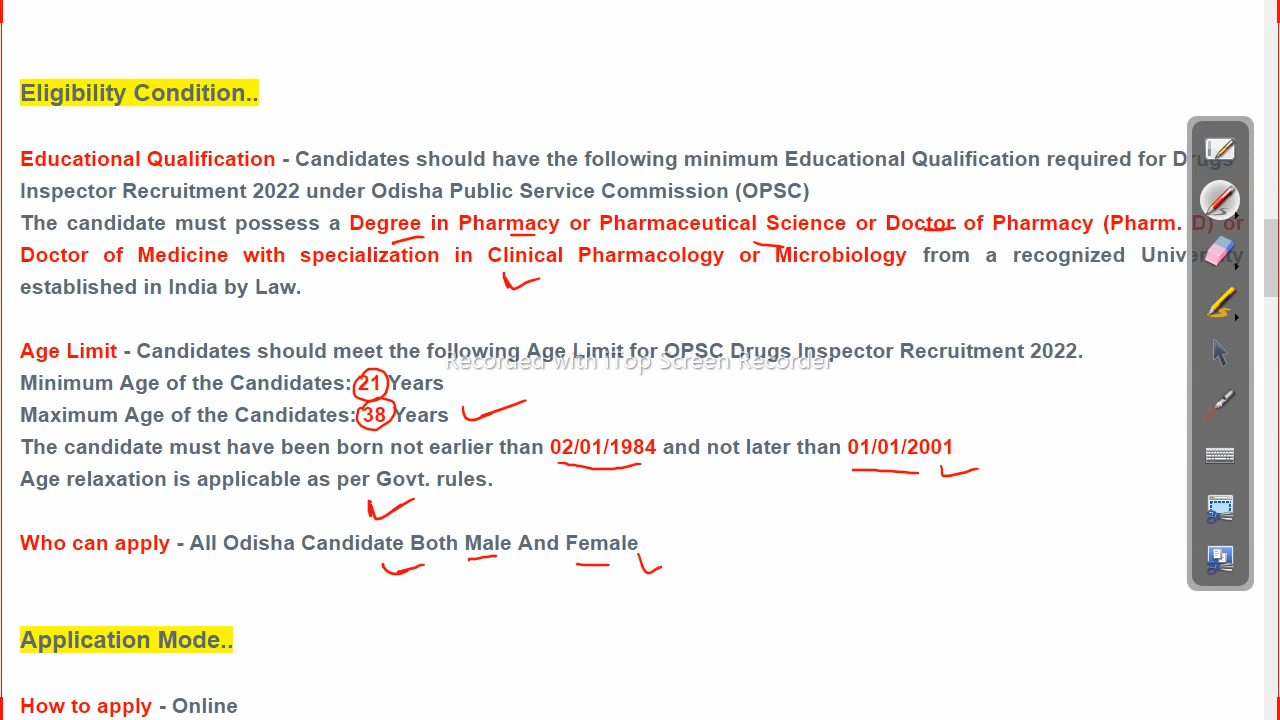 Eligibility Condition..
Educational Qualification - Candidates should have the following minimum Educational Qualification required for Drugs
Inspector Recruitment 2022 under Odisha Public Service Commission (OPSC)
The candidate must possess a Degree in Pharmacy or Pharmaceutical Science or Doctor of Pharmacy (Pharm. D) or
Doctor of Medicine with specialization in Clinical Pharmacology or Microbiology from a recognized University
established in India by Law.
Age Limit - Candidates should meet the following Age Limit for OPSC Drugs Inspector Recruitment 2022.
Recorded with iTop Screen Recorder
Minimum Age of the Candidates: 21 Years
Maximum Age of the Candidates: 38 Years
The candidate must have been born not earlier than 02/01/1984 and not later than 01/01/2001
Age relaxation is applicable as per Govt. rules.
Who can apply - All Odisha Candidate Both Male And Female
Application Mode..
How to apply - Online